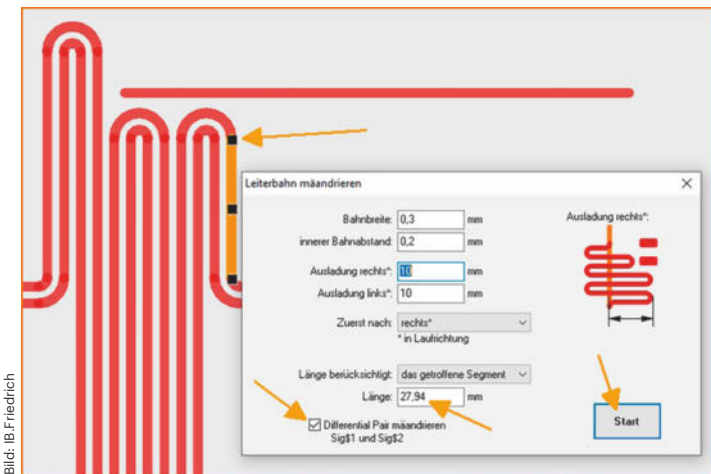 Leiterbahn mäandrieren
Bahnbreite: 0,3 mm
Ausladung rechts*:
innerer Bahnabstand: 0,2 mm
Ausladung rechts*: 10 mm
Ausladung links*: 10 mm
Zuerst nach: rechts*
* in Laufrichtung
Länge berücksichtigt: das getroffene Segment
Länge: 27,94 mm
Differential Pair mäandrieren
Sig$1 und Sig$2
Start
Bild: IB.Friedrich